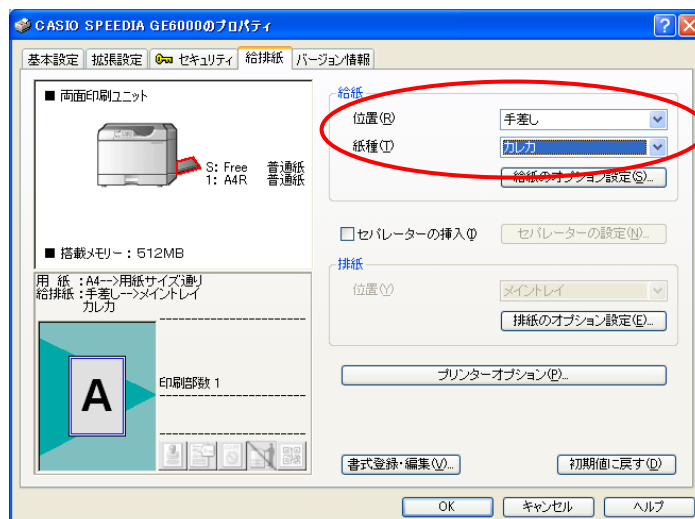 CASIO SPEEDIA GE6000のプロパティ
基本設定 拡張設定 セキュリティ 給排紙 バージョン情報
■ 両面印刷ユニット
S: Free 普通紙
1: A4R 普通紙
■ 搭載メモリー：512MB
用 紙 ：A4-->用紙サイズ通り
給排紙：手差し-->メイントレイ
カレカ
A
印刷部数 1
給紙
位置(R) 手差し
紙種(T) カレカ
給紙のオプション設定(S)...
セパレーターの挿入(I) セパレーターの設定(N)...
排紙
位置(Y) メイントレイ
排紙のオプション設定(E)...
プリンターオプション(P)...
書式登録・編集(V)... 初期値に戻す(D)
OK キャンセル ヘルプ